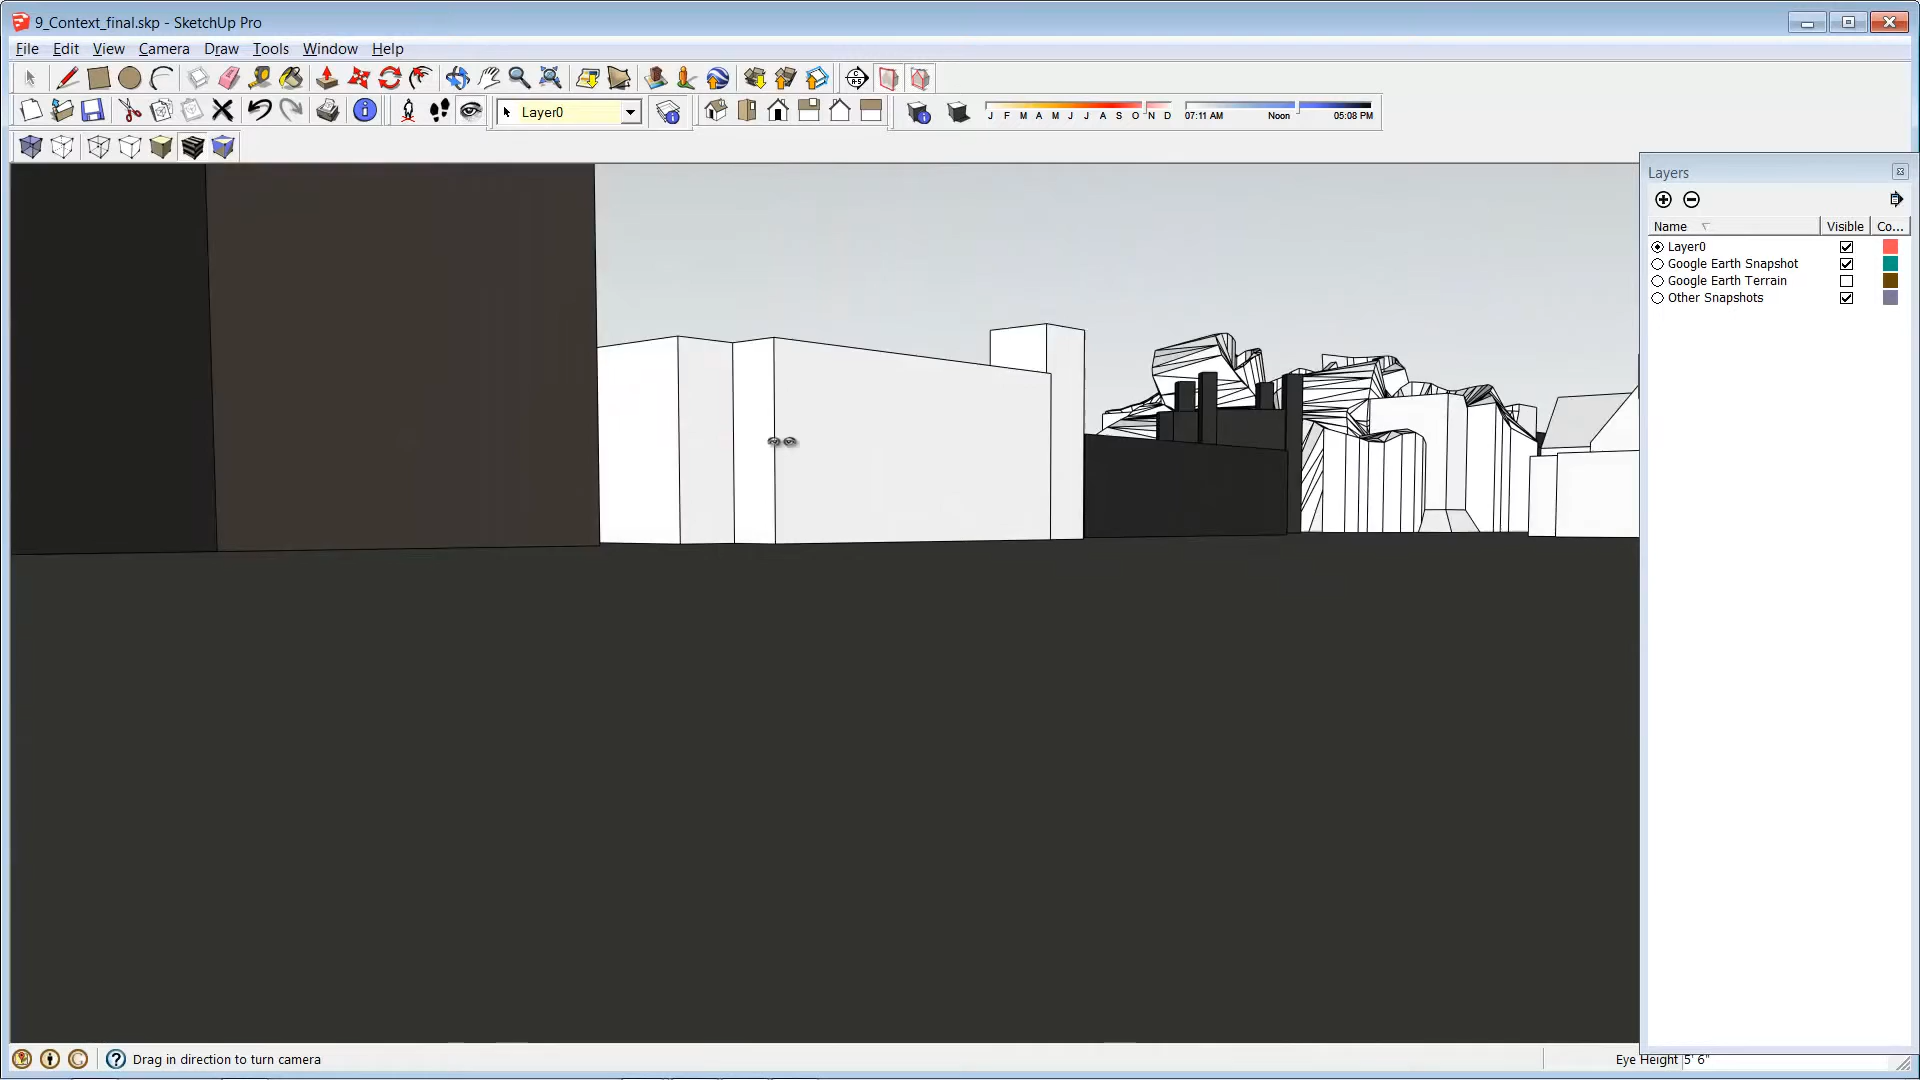 9_Context_final.skp - SketchUp Pro
File Edit View Camera Draw Tools Window Help
Layer0
J F M A M J J A S O N D
07:11 AM Noon 05:08 PM
Layers
Name Visible Co...
Layer0
Google Earth Snapshot
Google Earth Terrain
Other Snapshots
Drag in direction to turn camera
Eye Height 5' 6"